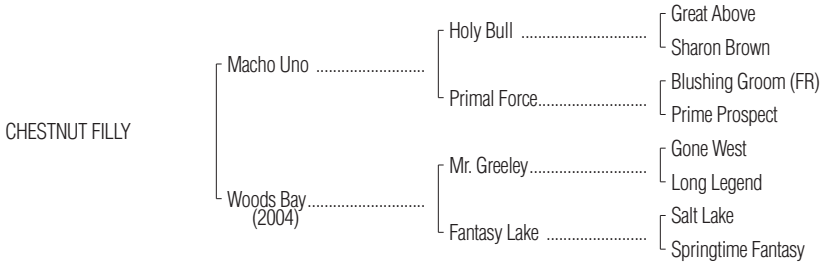 Great Above
Holy Bull ..............................
Sharon Brown
Macho Uno ..........................
Blushing Groom (FR)
Primal Force..........................
Prime Prospect
CHESTNUT FILLY
Gone West
Mr. Greeley............................
Long Legend
Woods Bay............................
(2004)
Salt Lake
Fantasy Lake ........................
Springtime Fantasy